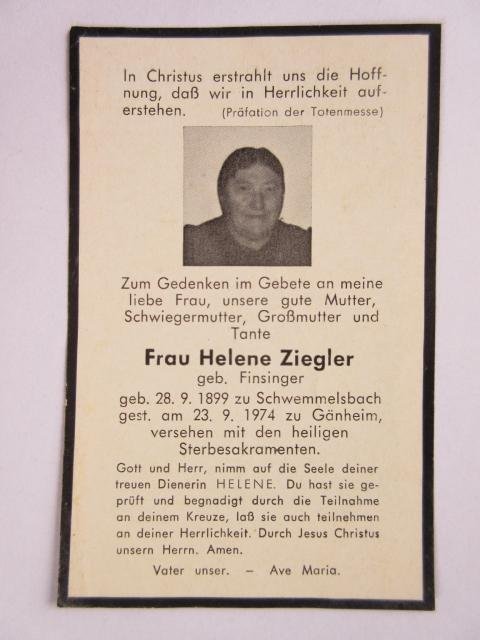 In Christus erstrahlt uns die Hoff-
nung, daß wir in Herrlichkeit auf-
erstehen. (Präfation der Totenmesse)
Zum Gedenken im Gebete an meine
liebe Frau, unsere gute Mutter,
Schwiegermutter, Großmutter und
Tante
Frau Helene Ziegler
geb. Finsinger
geb. 28. 9. 1899 zu Schwemmelsbach
gest. am 23. 9. 1974 zu Gänheim,
versehen mit den heiligen
Sterbesakramenten.
Gott und Herr, nimm auf die Seele deiner
treuen Dienerin HELENE. Du hast sie ge-
prüft und begnadigt durch die Teilnahme
an deinem Kreuze, laß sie auch teilnehmen
an deiner Herrlichkeit. Durch Jesus Christus
unsern Herrn. Amen.
Vater unser. – Ave Maria.